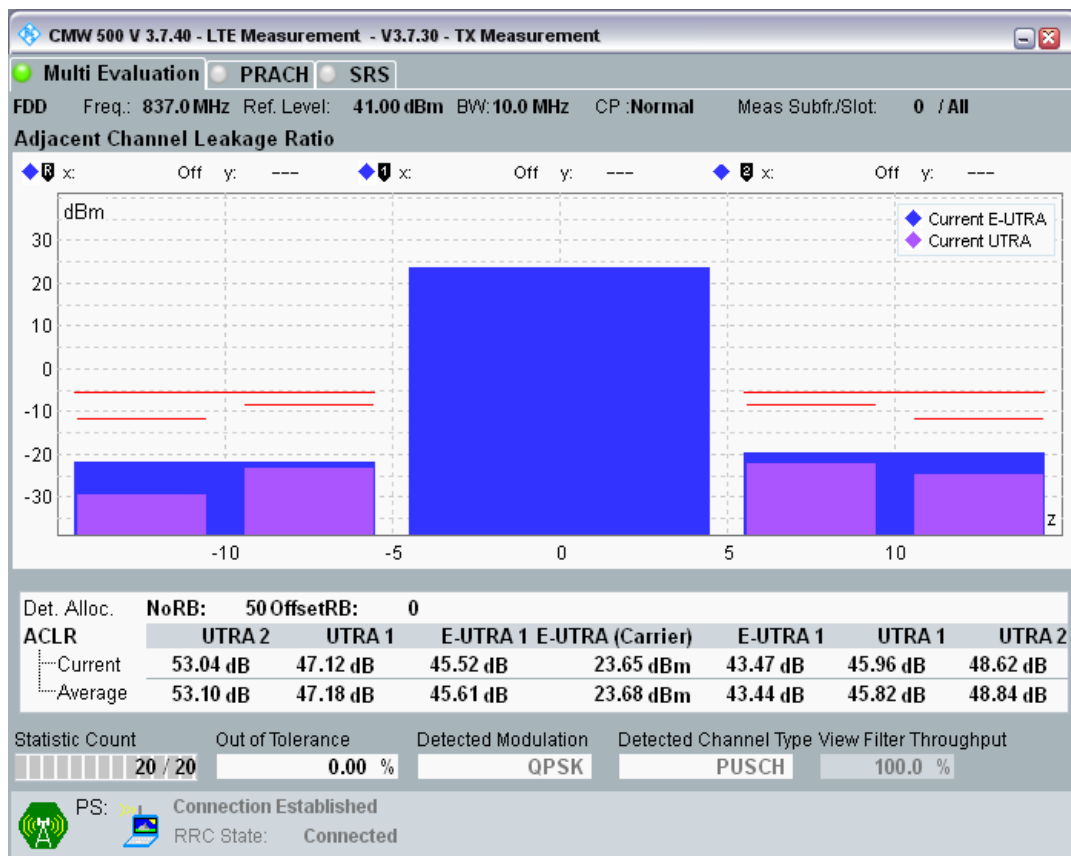 CMW 500 V 3.7.40 - LTE Measurement - V3.7.30 - TX Measurement
Multi Evaluation PRACH SRS
FDD Freq.: 837.0 MHz Ref. Level: 41.00 dBm BW: 10.0 MHz CP :Normal Meas Subfr./Slot: 0 / All
Adjacent Channel Leakage Ratio
R x: Off y: --- 1 x: Off y: --- 2 x: Off y: ---
dBm
Current E-UTRA
Current UTRA
30
20
10
0
-10
-20
-30
z
-10 -5 0 5 10
Det. Alloc. NoRB: 50 OffsetRB: 0
ACLR UTRA 2 UTRA 1 E-UTRA 1 E-UTRA (Carrier) E-UTRA 1 UTRA 1 UTRA 2
Current 53.04 dB 47.12 dB 45.52 dB 23.65 dBm 43.47 dB 45.96 dB 48.62 dB
Average 53.10 dB 47.18 dB 45.61 dB 23.68 dBm 43.44 dB 45.82 dB 48.84 dB
Statistic Count Out of Tolerance Detected Modulation Detected Channel Type View Filter Throughput
20 / 20 0.00 % QPSK PUSCH 100.0 %
PS: Connection Established
RRC State: Connected